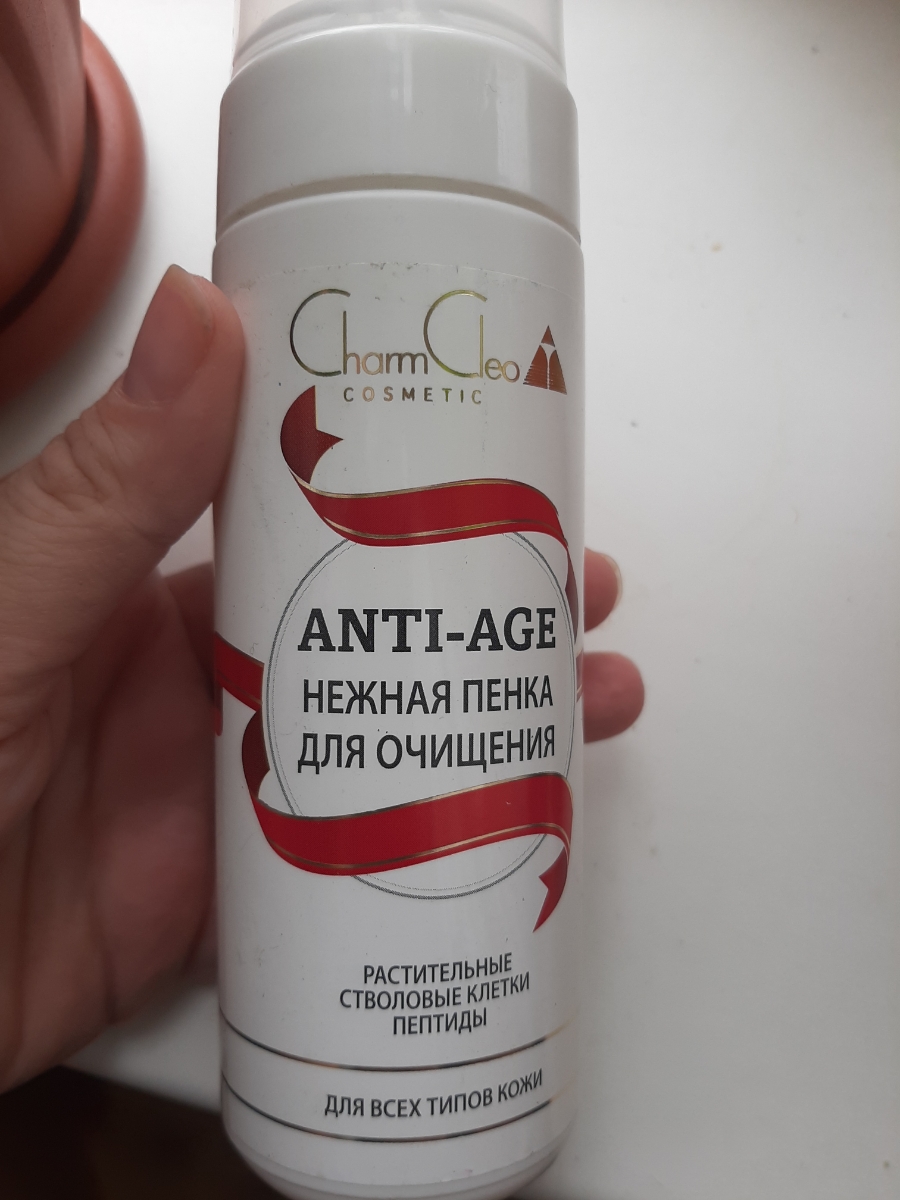 CharmCleo
COSMETIC
ANTI-AGE
НЕЖНАЯ ПЕНКА
ДЛЯ ОЧИЩЕНИЯ
РАСТИТЕЛЬНЫЕ
СТВОЛОВЫЕ КЛЕТКИ
ПЕПТИДЫ
ДЛЯ ВСЕХ ТИПОВ КОЖИ